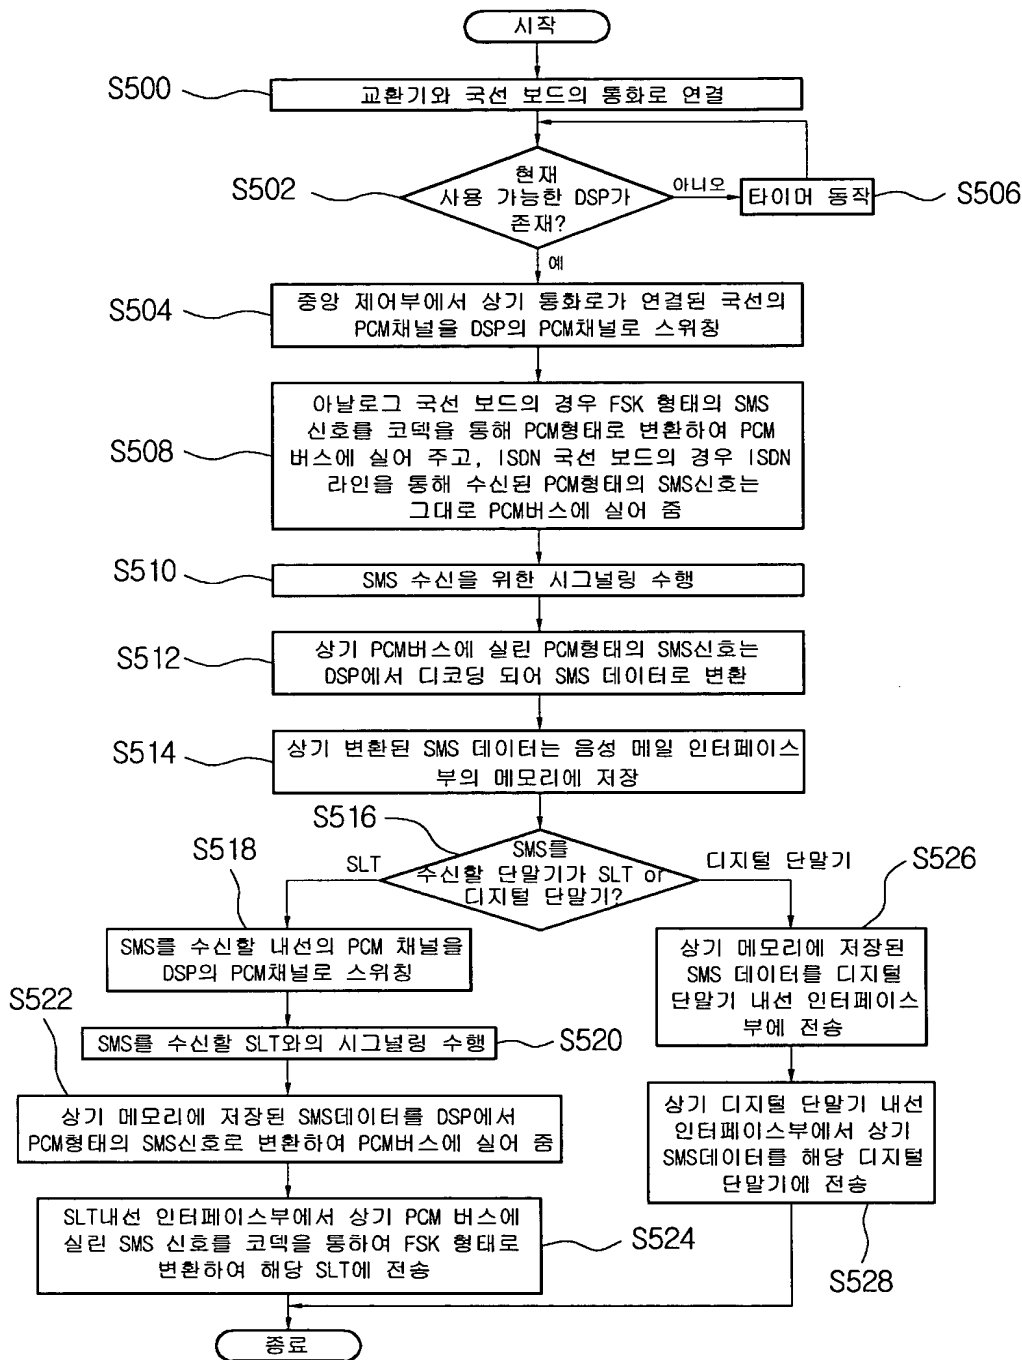 시작
S500
교환기와 국선 보드의 통화로 연결
S502
현재
사용 가능한 DSP가
존재?
아니오
타이머 동작
S506
예
S504
중앙 제어부에서 상기 통화로가 연결된 국선의
PCM채널을 DSP의 PCM채널로 스위칭
S508
아날로그 국선 보드의 경우 FSK 형태의 SMS
신호를 코덱을 통해 PCM형태로 변환하여 PCM
버스에 실어 주고, ISDN 국선 보드의 경우 ISDN
라인을 통해 수신된 PCM형태의 SMS신호는
그대로 PCM버스에 실어 줌
S510
SMS 수신을 위한 시그널링 수행
S512
상기 PCM버스에 실린 PCM형태의 SMS신호는
DSP에서 디코딩 되어 SMS 데이터로 변환
S514
상기 변환된 SMS 데이터는 음성 메일 인터페이스
부의 메모리에 저장
S516
SMS를
수신할 단말기가 SLT or
디지털 단말기?
SLT
디지털 단말기
S518
SMS를 수신할 내선의 PCM 채널을
DSP의 PCM채널로 스위칭
S520
SMS를 수신할 SLT와의 시그널링 수행
S522
상기 메모리에 저장된 SMS데이터를 DSP에서
PCM형태의 SMS신호로 변환하여 PCM버스에 실어 줌
SLT내선 인터페이스부에서 상기 PCM 버스에
실린 SMS 신호를 코덱을 통하여 FSK 형태로
변환하여 해당 SLT에 전송
S524
S526
상기 메모리에 저장된
SMS 데이터를 디지털
단말기 내선 인터페이스
부에 전송
상기 디지털 단말기 내선
인터페이스부에서 상기
SMS데이터를 해당 디지털
단말기에 전송
S528
종료